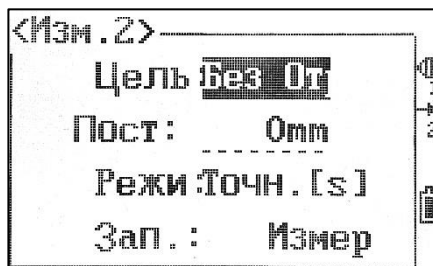 <Изм.2>
Цель:Без От
Пост: 0mm
Режи:Точн.[s]
Зап.: Измер